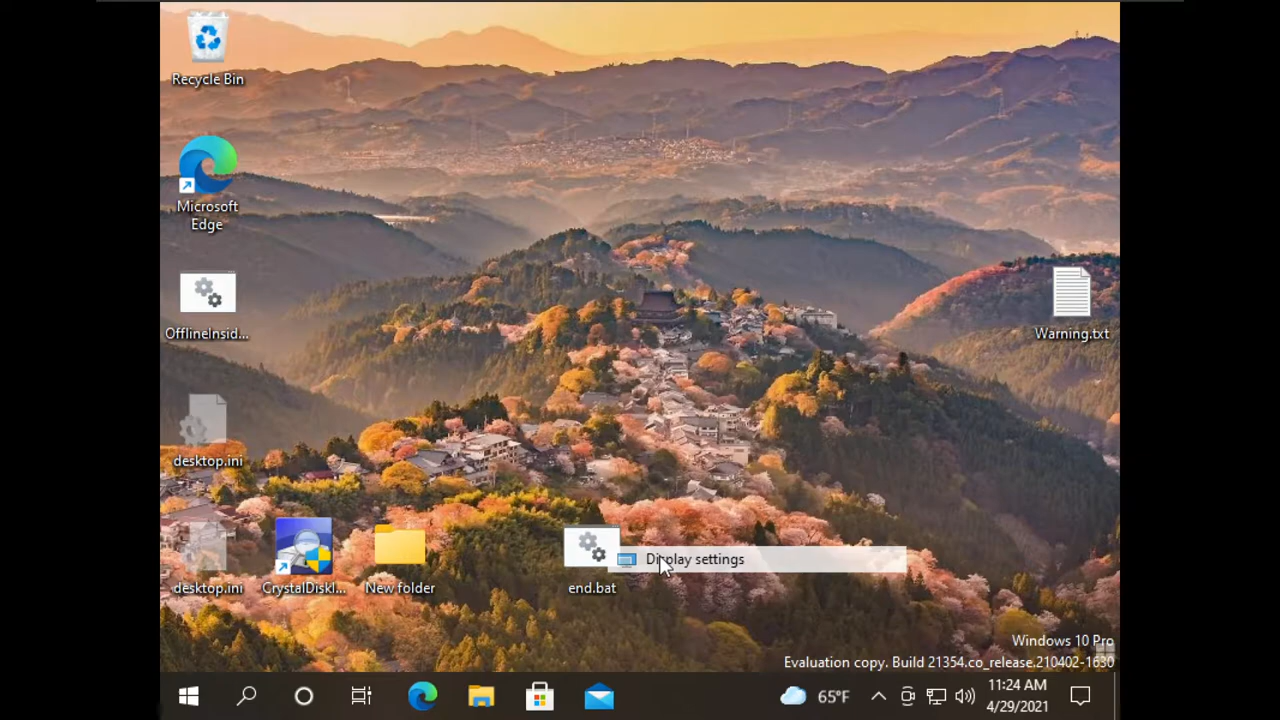 Recycle Bin
Microsoft
Edge
OfflineInsid...
Warning.txt
desktop.ini
desktop.ini
CrystalDiskI...
New folder
end.bat
Display settings
Windows 10 Pro
Evaluation copy. Build 21354.co_release.210402-1630
65°F
11:24 AM
4/29/2021